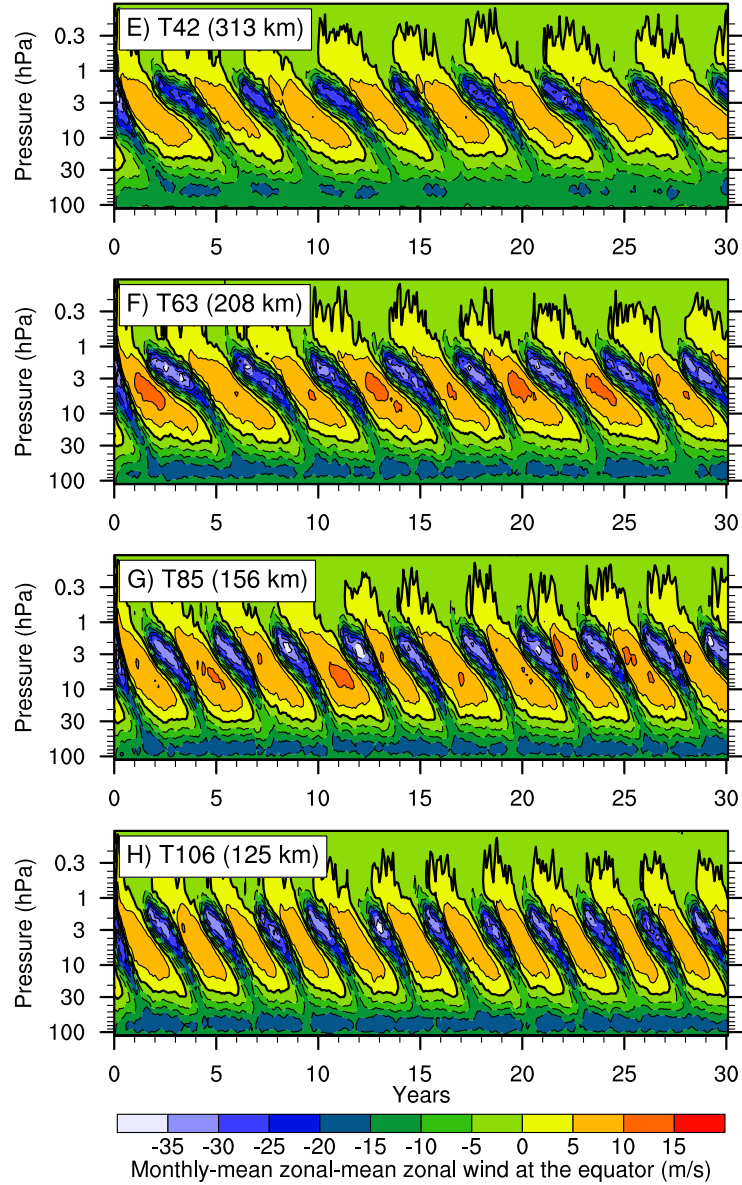 E) T42 (313 km)
Pressure (hPa)
0.3
1
3
10
30
100
0 5 10 15 20 25 30
F) T63 (208 km)
Pressure (hPa)
0.3
1
3
10
30
100
0 5 10 15 20 25 30
G) T85 (156 km)
Pressure (hPa)
0.3
1
3
10
30
100
0 5 10 15 20 25 30
H) T106 (125 km)
Pressure (hPa)
0.3
1
3
10
30
100
0 5 10 15 20 25 30
Years
-35 -30 -25 -20 -15 -10 -5 0 5 10 15
Monthly-mean zonal-mean zonal wind at the equator (m/s)